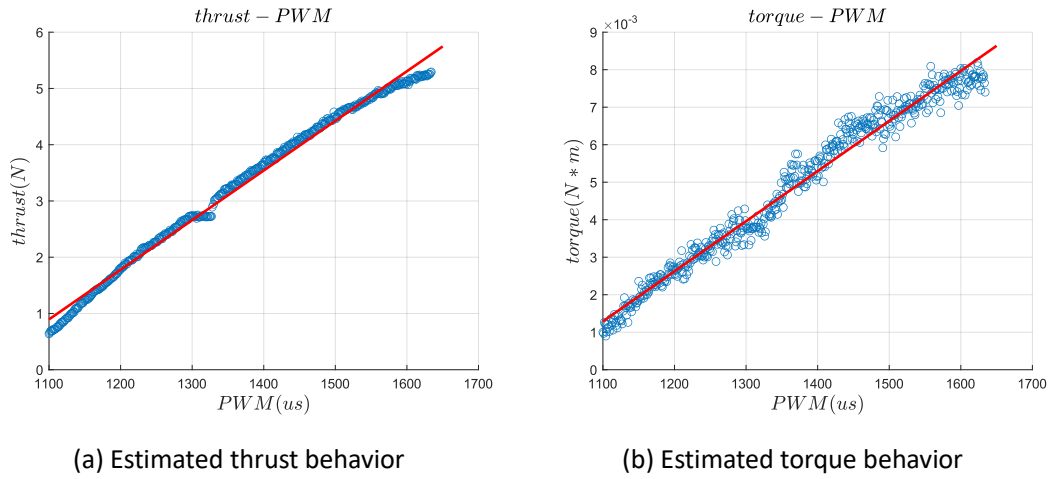 thrust − PWM
6
5
4
3
2
1
0
thrust(N)
1100 1200 1300 1400 1500 1600 1700
PWM(us)
(a) Estimated thrust behavior
×10⁻³
torque − PWM
9
8
7
6
5
4
3
2
1
0
torque(N * m)
1100 1200 1300 1400 1500 1600 1700
PWM(us)
(b) Estimated torque behavior